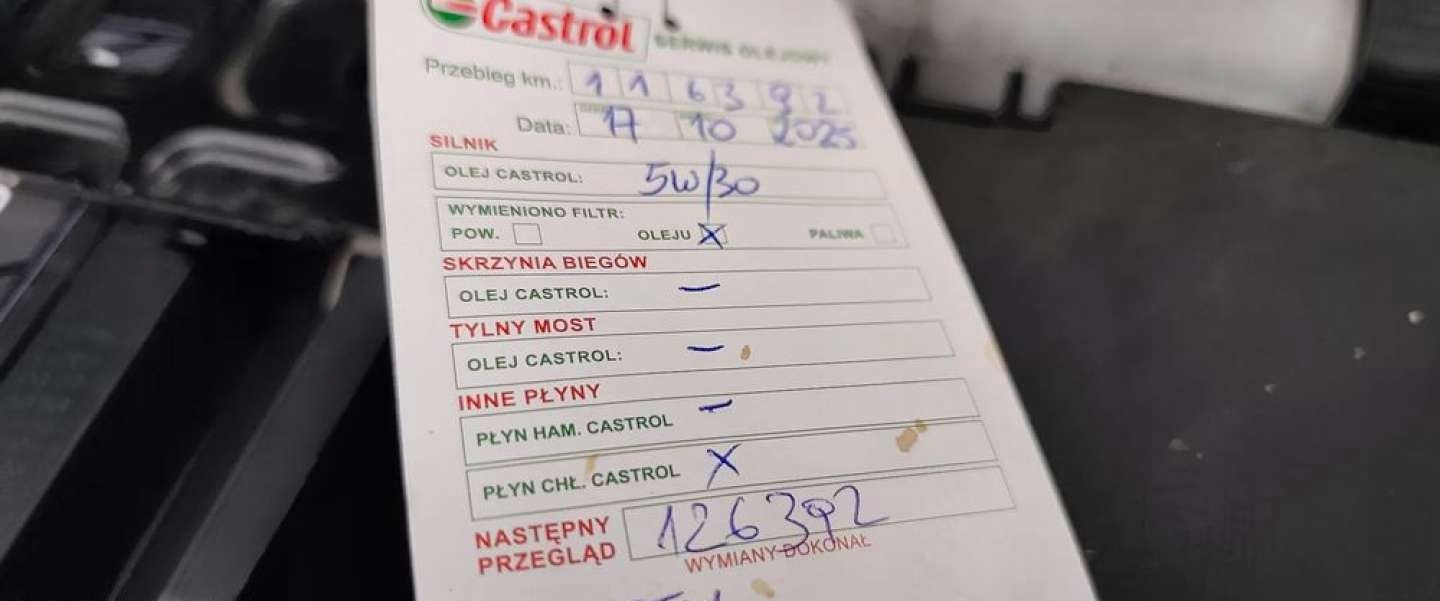 Castrol SERWIS OLEJOWY
Przebieg km.: 116392
Data: 17 10 2025
SILNIK
OLEJ CASTROL: 5W/30
WYMIENIONO FILTR:
POW. OLEJU X PALIWA
SKRZYNIA BIEGÓW
OLEJ CASTROL: —
TYLNY MOST
OLEJ CASTROL: —
INNE PŁYNY
PŁYN HAM. CASTROL —
PŁYN CHŁ. CASTROL X
NASTĘPNY
PRZEGLĄD 126392
WYMIANY DOKONAŁ